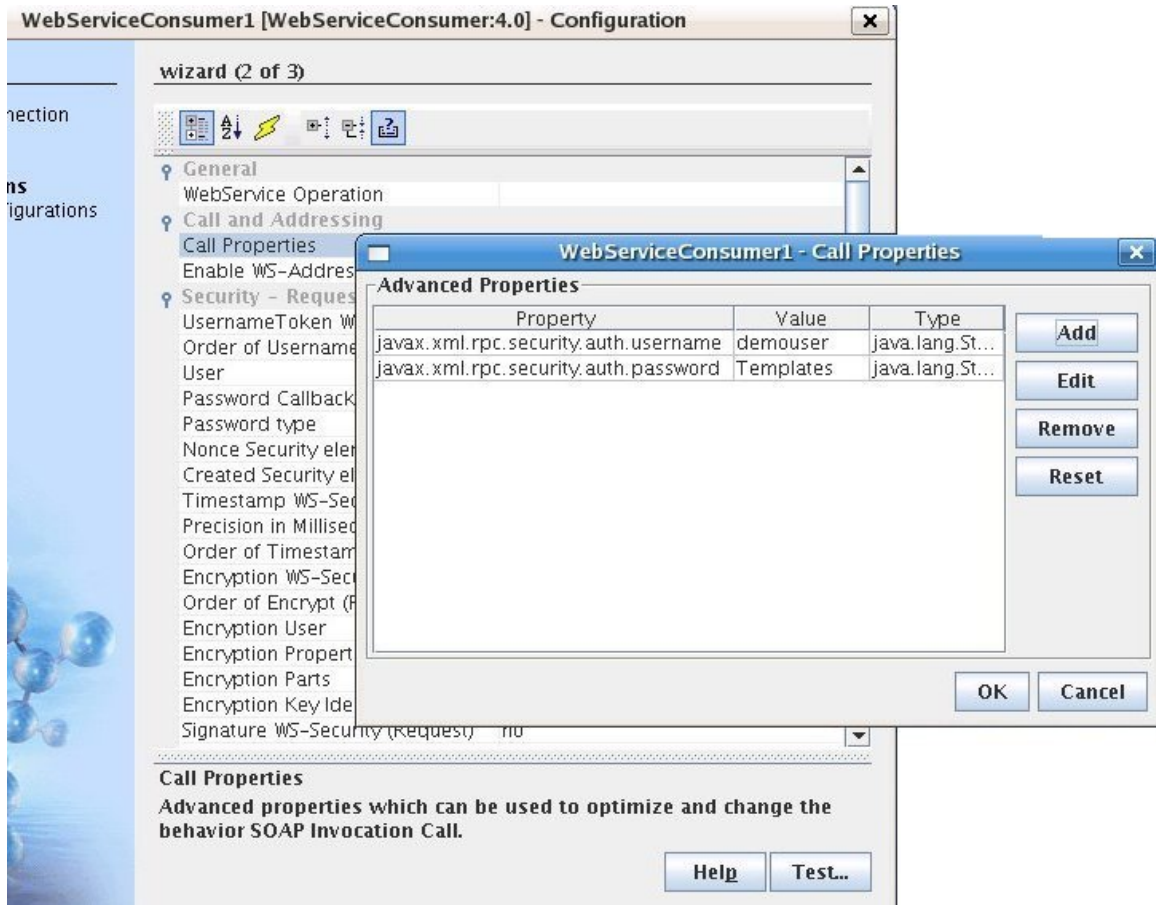 WebServiceConsumer1 [WebServiceConsumer:4.0] - Configuration
wizard (2 of 3)
nection
ns
igurations
General
WebService Operation
Call and Addressing
Call Properties
Enable WS-Addres
Security - Reques
UsernameToken W
Order of Username
User
Password Callback
Password type
Nonce Security eler
Created Security el
Timestamp WS-Sec
Precision in Millisec
Order of Timestam
Encryption WS-Secu
Order of Encrypt (R
Encryption User
Encryption Propert
Encryption Parts
Encryption Key Ide
Signature WS-Security (Request) no
WebServiceConsumer1 - Call Properties
Advanced Properties
Property Value Type
javax.xml.rpc.security.auth.username demouser java.lang.St...
javax.xml.rpc.security.auth.password Templates java.lang.St...
Add
Edit
Remove
Reset
OK Cancel
Call Properties
Advanced properties which can be used to optimize and change the
behavior SOAP Invocation Call.
Help Test...